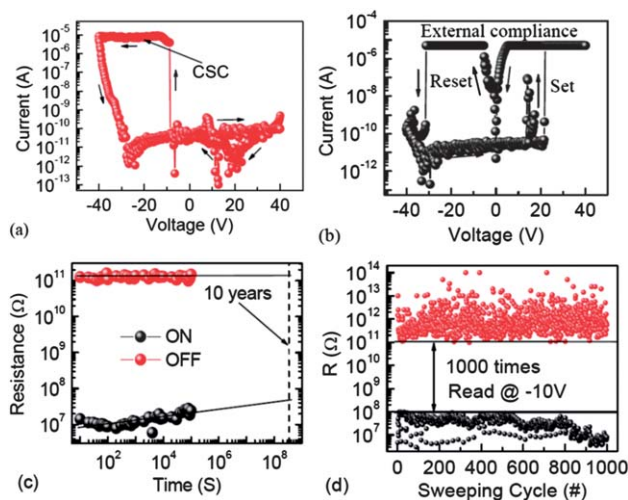 10⁻⁵
10⁻⁶
10⁻⁷
10⁻⁸
10⁻⁹
10⁻¹⁰
10⁻¹¹
10⁻¹²
10⁻¹³
Current (A)
CSC
-40 -20 0 20 40
Voltage (V)
(a)
10⁻⁴
10⁻⁶
10⁻⁸
10⁻¹⁰
10⁻¹²
Current (A)
External compliance
Reset
Set
-40 -20 0 20 40
Voltage (V)
(b)
10¹¹
10¹⁰
10⁹
10⁸
10⁷
Resistance (Ω)
10 years
ON
OFF
10² 10⁴ 10⁶ 10⁸
Time (S)
(c)
10¹⁴
10¹³
10¹²
10¹¹
10¹⁰
10⁹
10⁸
10⁷
R (Ω)
1000 times
Read @ -10V
0 200 400 600 800 1000
Sweeping Cycle (#)
(d)